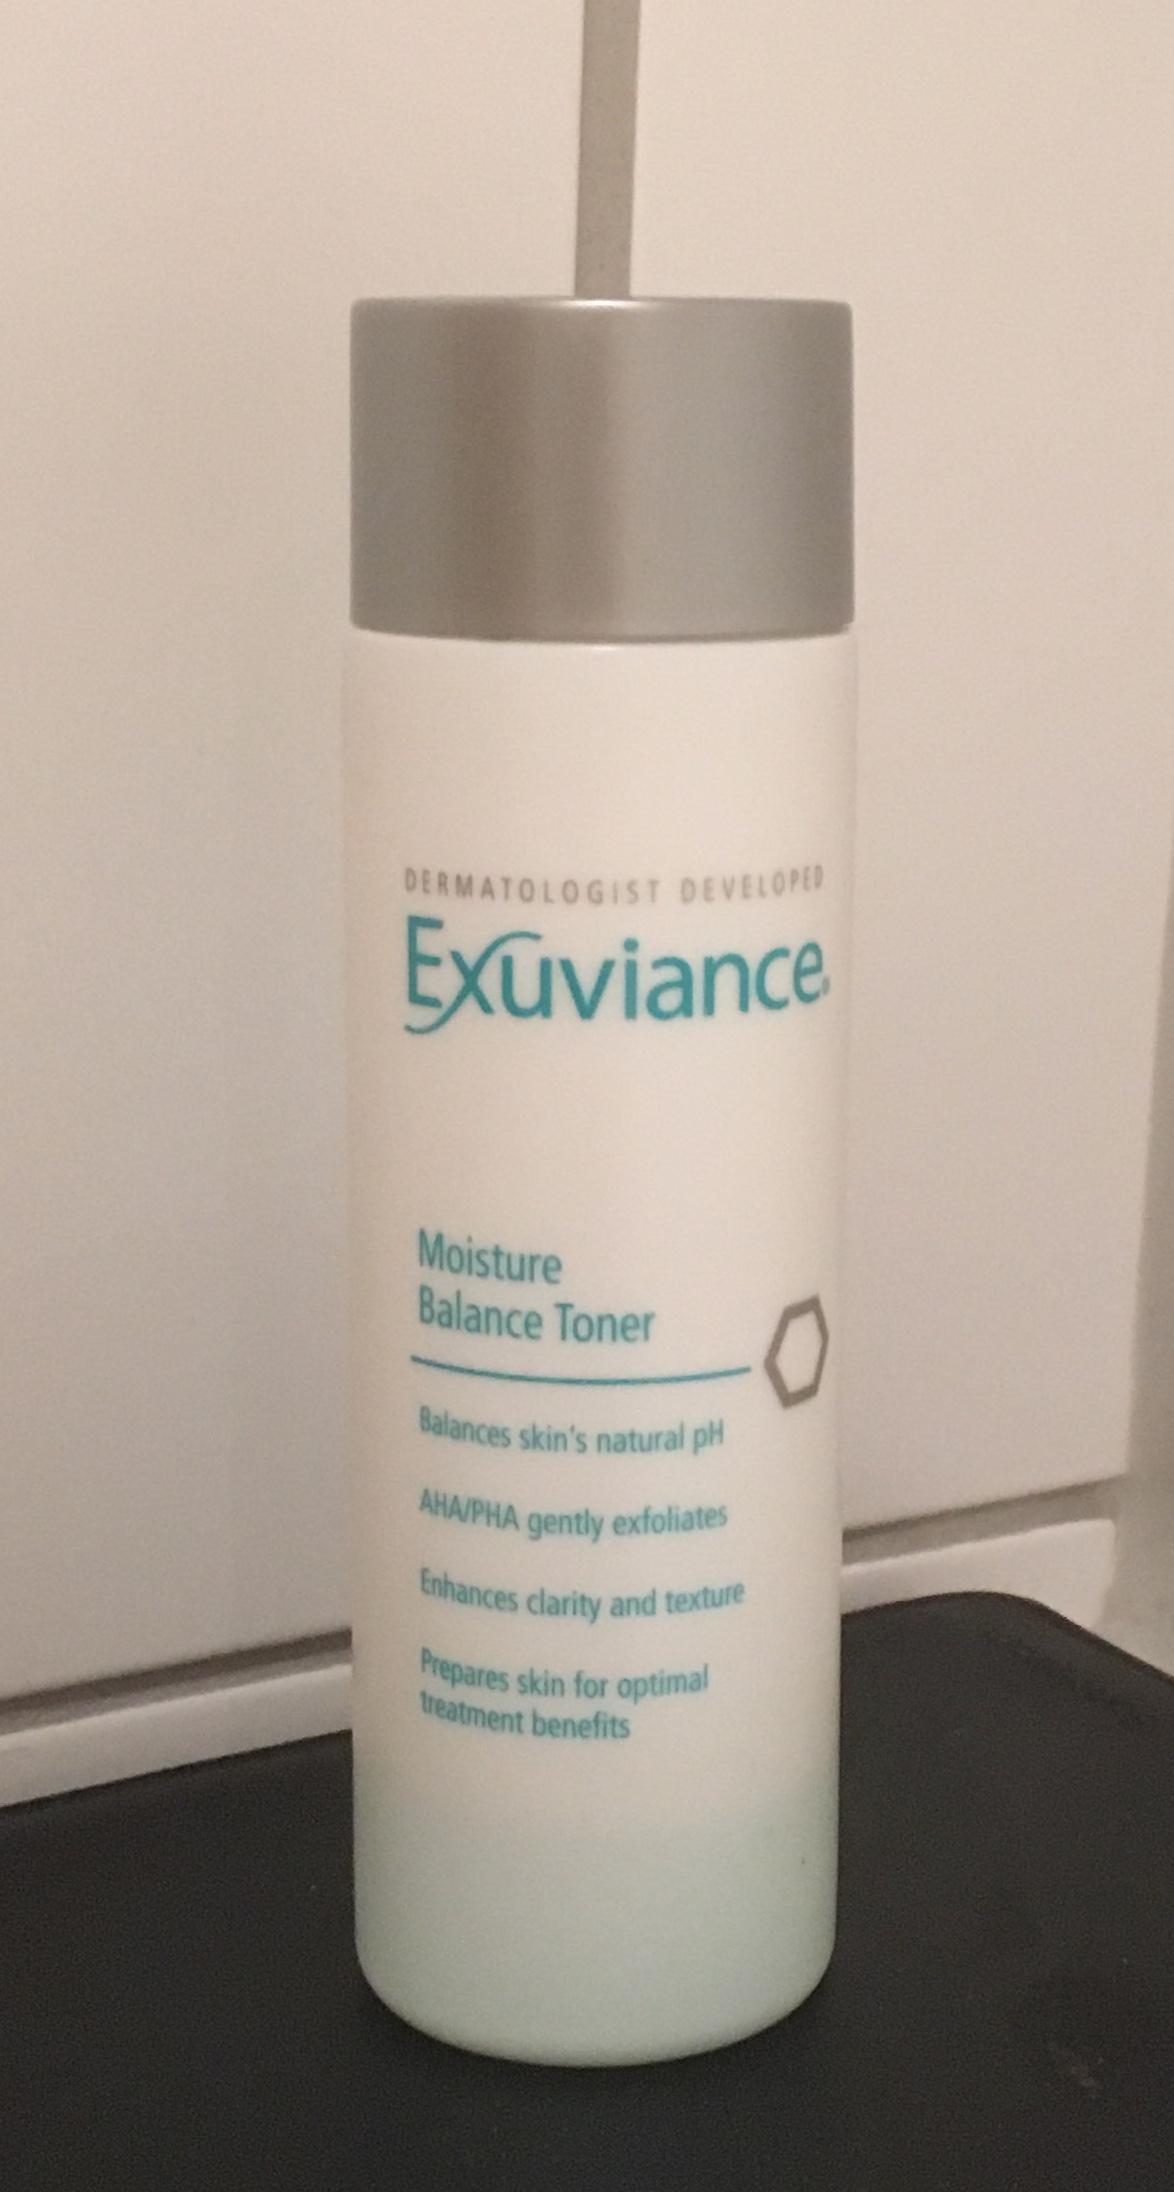 DERMATOLOGIST DEVELOPED
Exuviance®
Moisture
Balance Toner
Balances skin's natural pH
AHA/PHA gently exfoliates
Enhances clarity and texture
Prepares skin for optimal
treatment benefits